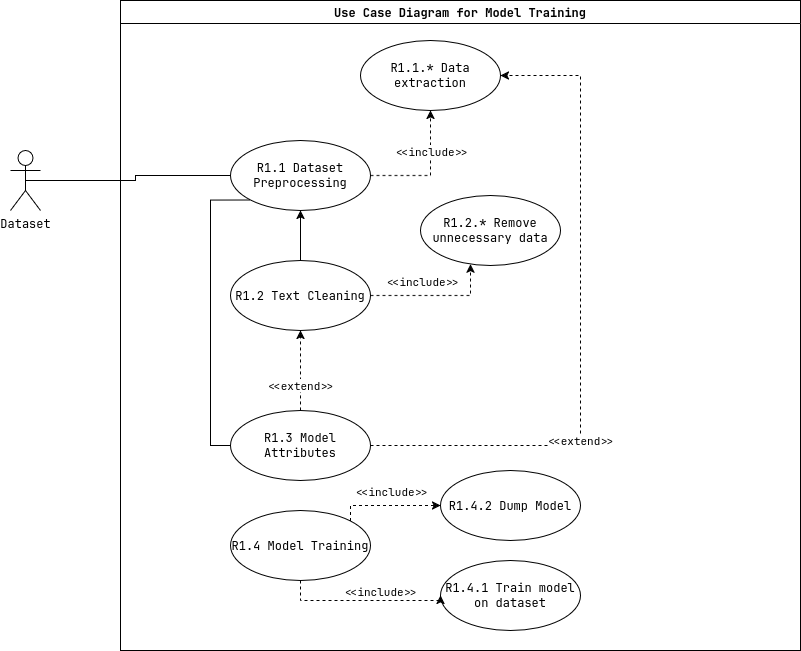 Use Case Diagram for Model Training
R1.1.* Data
extraction
<<include>>
R1.1 Dataset
Preprocessing
Dataset
R1.2.* Remove
unnecessary data
<<include>>
R1.2 Text Cleaning
<<extend>>
R1.3 Model
Attributes
<<extend>>
<<include>>
R1.4.2 Dump Model
R1.4 Model Training
<<include>>
R1.4.1 Train model
on dataset